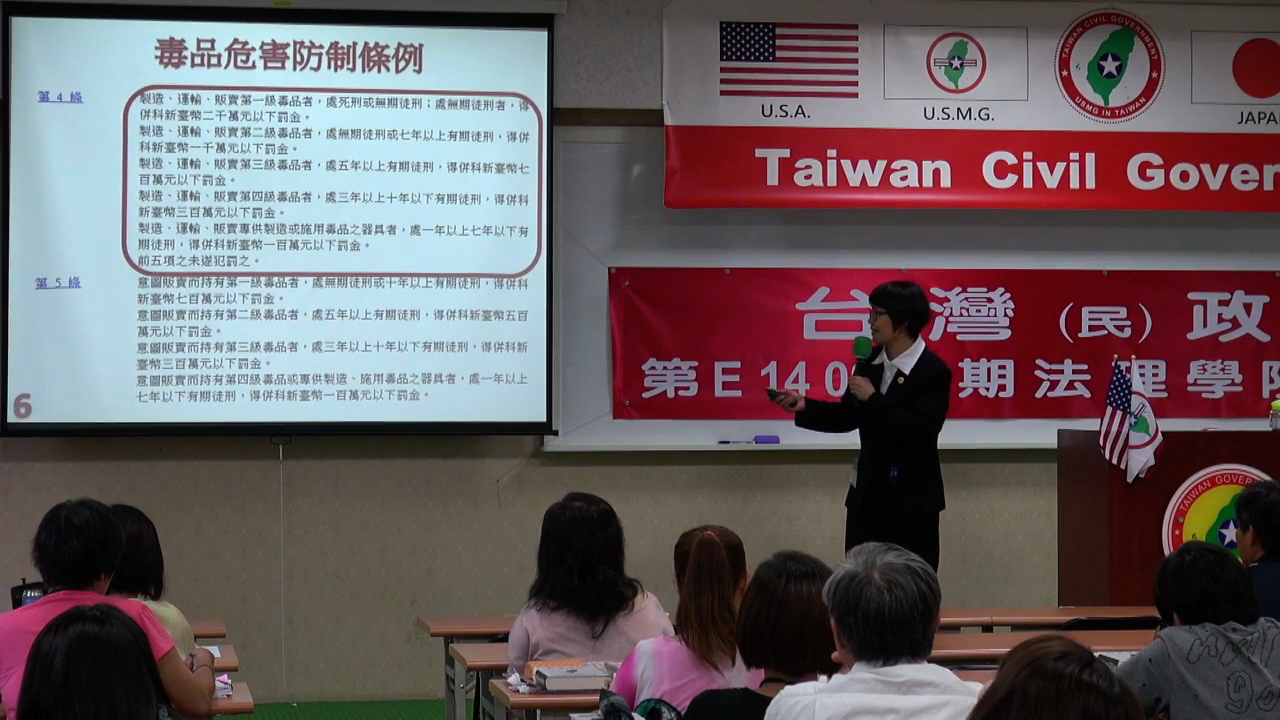 毒品危害防制條例
第 4 條
製造、運輸、販賣第一級毒品者，處死刑或無期徒刑；處無期徒刑者，得
併科新臺幣二千萬元以下罰金。
製造、運輸、販賣第二級毒品者，處無期徒刑或七年以上有期徒刑，得併
科新臺幣一千萬元以下罰金。
製造、運輸、販賣第三級毒品者，處五年以上有期徒刑，得併科新臺幣七
百萬元以下罰金。
製造、運輸、販賣第四級毒品者，處三年以上十年以下有期徒刑，得併科
新臺幣三百萬元以下罰金。
製造、運輸、販賣專供製造或施用毒品之器具者，處一年以上七年以下有
期徒刑，得併科新臺幣一百萬元以下罰金。
前五項之未遂犯罰之。
第 5 條
意圖販賣而持有第一級毒品者，處無期徒刑或十年以上有期徒刑，得併科
新臺幣七百萬元以下罰金。
意圖販賣而持有第二級毒品者，處五年以上有期徒刑，得併科新臺幣五百
萬元以下罰金。
意圖販賣而持有第三級毒品者，處三年以上十年以下有期徒刑，得併科新
臺幣三百萬元以下罰金。
意圖販賣而持有第四級毒品或專供製造、施用毒品之器具者，處一年以上
七年以下有期徒刑，得併科新臺幣一百萬元以下罰金。
6
U.S.A.
U.S.M.G.
TAIWAN CIVIL GOVERNMENT
USMG IN TAIWAN
JAPA
Taiwan Civil Gover
台灣（民）政
第E 14 0 期法理學
TAIWAN GOVER